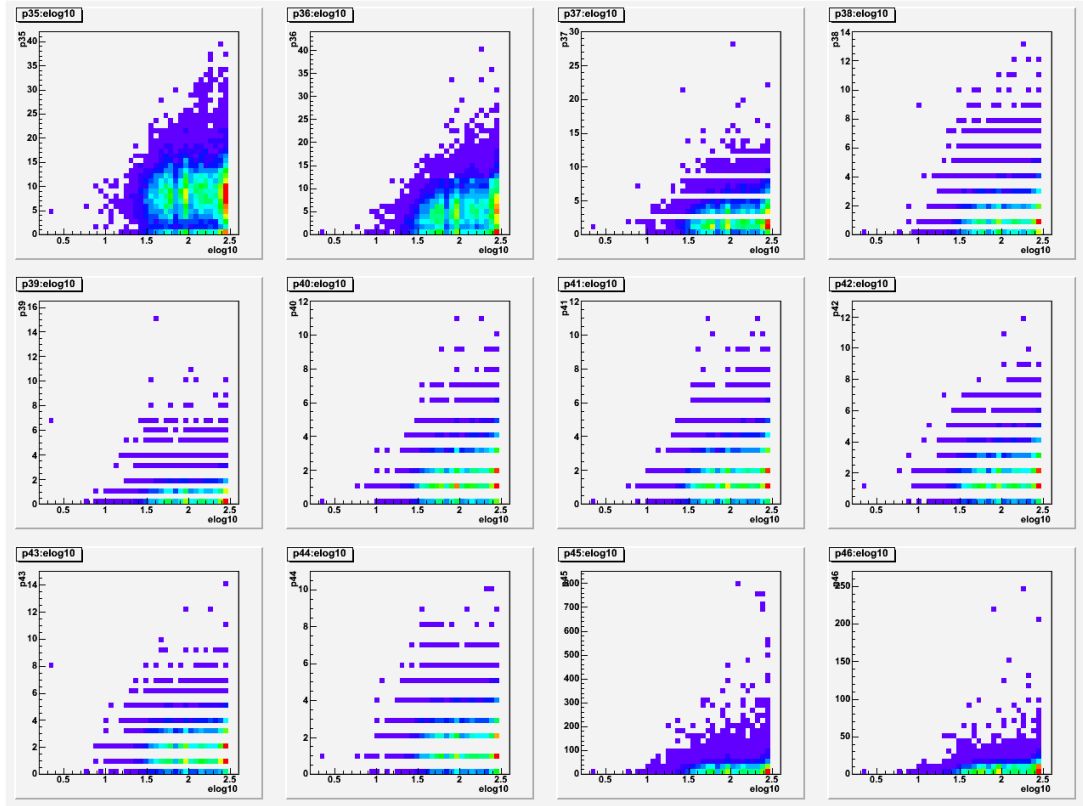 p35:elog10 p36:elog10 p37:elog10 p38:elog10
p35 p36 p37 p38
40 35 30 25 20 15 10 5 0
40 35 30 25 20 15 10 5 0
30 25 20 15 10 5 0
14 12 10 8 6 4 2 0
0.5 1 1.5 2 2.5 0.5 1 1.5 2 2.5 0.5 1 1.5 2 2.5 0.5 1 1.5 2 2.5
elog10 elog10 elog10 elog10
p39:elog10 p40:elog10 p41:elog10 p42:elog10
p39 p40 p41 p42
16 14 12 10 8 6 4 2 0
12 10 8 6 4 2 0
12 10 8 6 4 2 0
12 10 8 6 4 2 0
0.5 1 1.5 2 2.5 0.5 1 1.5 2 2.5 0.5 1 1.5 2 2.5 0.5 1 1.5 2 2.5
elog10 elog10 elog10 elog10
p43:elog10 p44:elog10 p45:elog10 p46:elog10
p43 p44 p45 p46
14 12 10 8 6 4 2 0
10 8 6 4 2 0
800 700 600 500 400 300 200 100 0
250 200 150 100 50 0
0.5 1 1.5 2 2.5 0.5 1 1.5 2 2.5 0.5 1 1.5 2 2.5 0.5 1 1.5 2 2.5
elog10 elog10 elog10 elog10